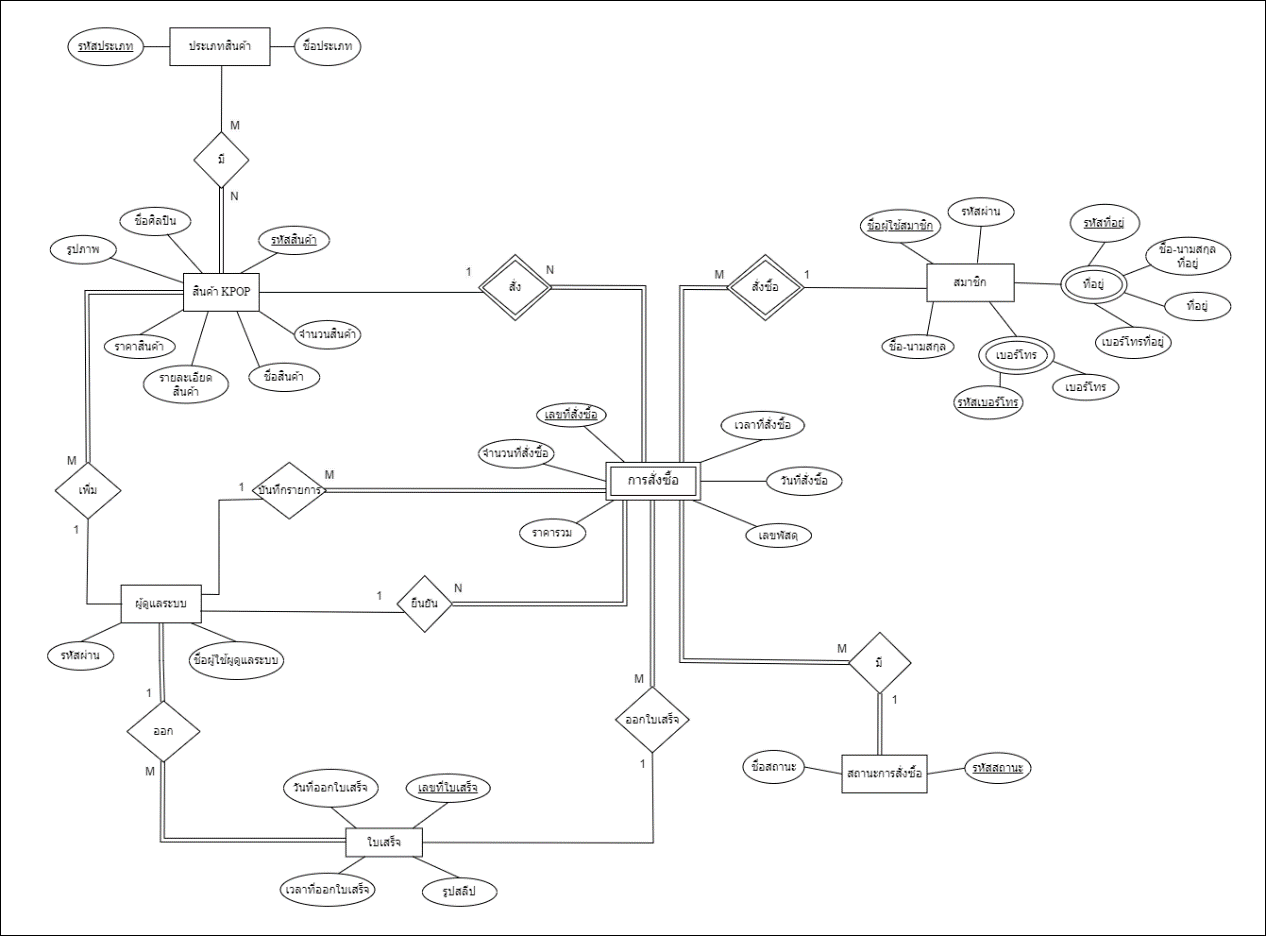 รหัสประเภท
ประเภทสินค้า
ชื่อประเภท
M
มี
N
ชื่อศิลปิน
รูปภาพ
รหัสสินค้า
สินค้า KPOP
ราคาสินค้า
รายละเอียด
สินค้า
ชื่อสินค้า
จำนวนสินค้า
1
สั่ง
N
M
สั่งซื้อ
1
ชื่อผู้ใช้สมาชิก
รหัสผ่าน
สมาชิก
ชื่อ-นามสกุล
รหัสที่อยู่
ชื่อ-นามสกุล
ที่อยู่
ที่อยู่
ที่อยู่
เบอร์โทรที่อยู่
เบอร์โทร
เบอร์โทร
รหัสเบอร์โทร
เลขที่สั่งซื้อ
เวลาที่สั่งซื้อ
จำนวนที่สั่งซื้อ
การสั่งซื้อ
วันที่สั่งซื้อ
ราคารวม
เลขพัสดุ
M
เพิ่ม
1
1
บันทึกรายการ
M
ผู้ดูแลระบบ
รหัสผ่าน
ชื่อผู้ใช้ผู้ดูแลระบบ
1
ยืนยัน
N
1
ออก
M
M
ออกใบเสร็จ
1
M
มี
1
ชื่อสถานะ
สถานะการสั่งซื้อ
รหัสสถานะ
วันที่ออกใบเสร็จ
เลขที่ใบเสร็จ
ใบเสร็จ
เวลาที่ออกใบเสร็จ
รูปสลิป